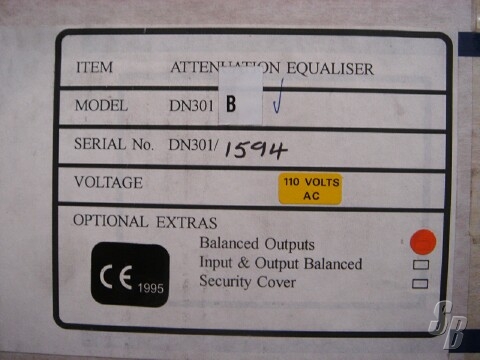 ITEM ATTENUATION EQUALISER
MODEL DN301 B
SERIAL No. DN301/1594
VOLTAGE 110 VOLTS AC
OPTIONAL EXTRAS
Balanced Outputs
Input & Output Balanced
Security Cover
CE 1995
SB